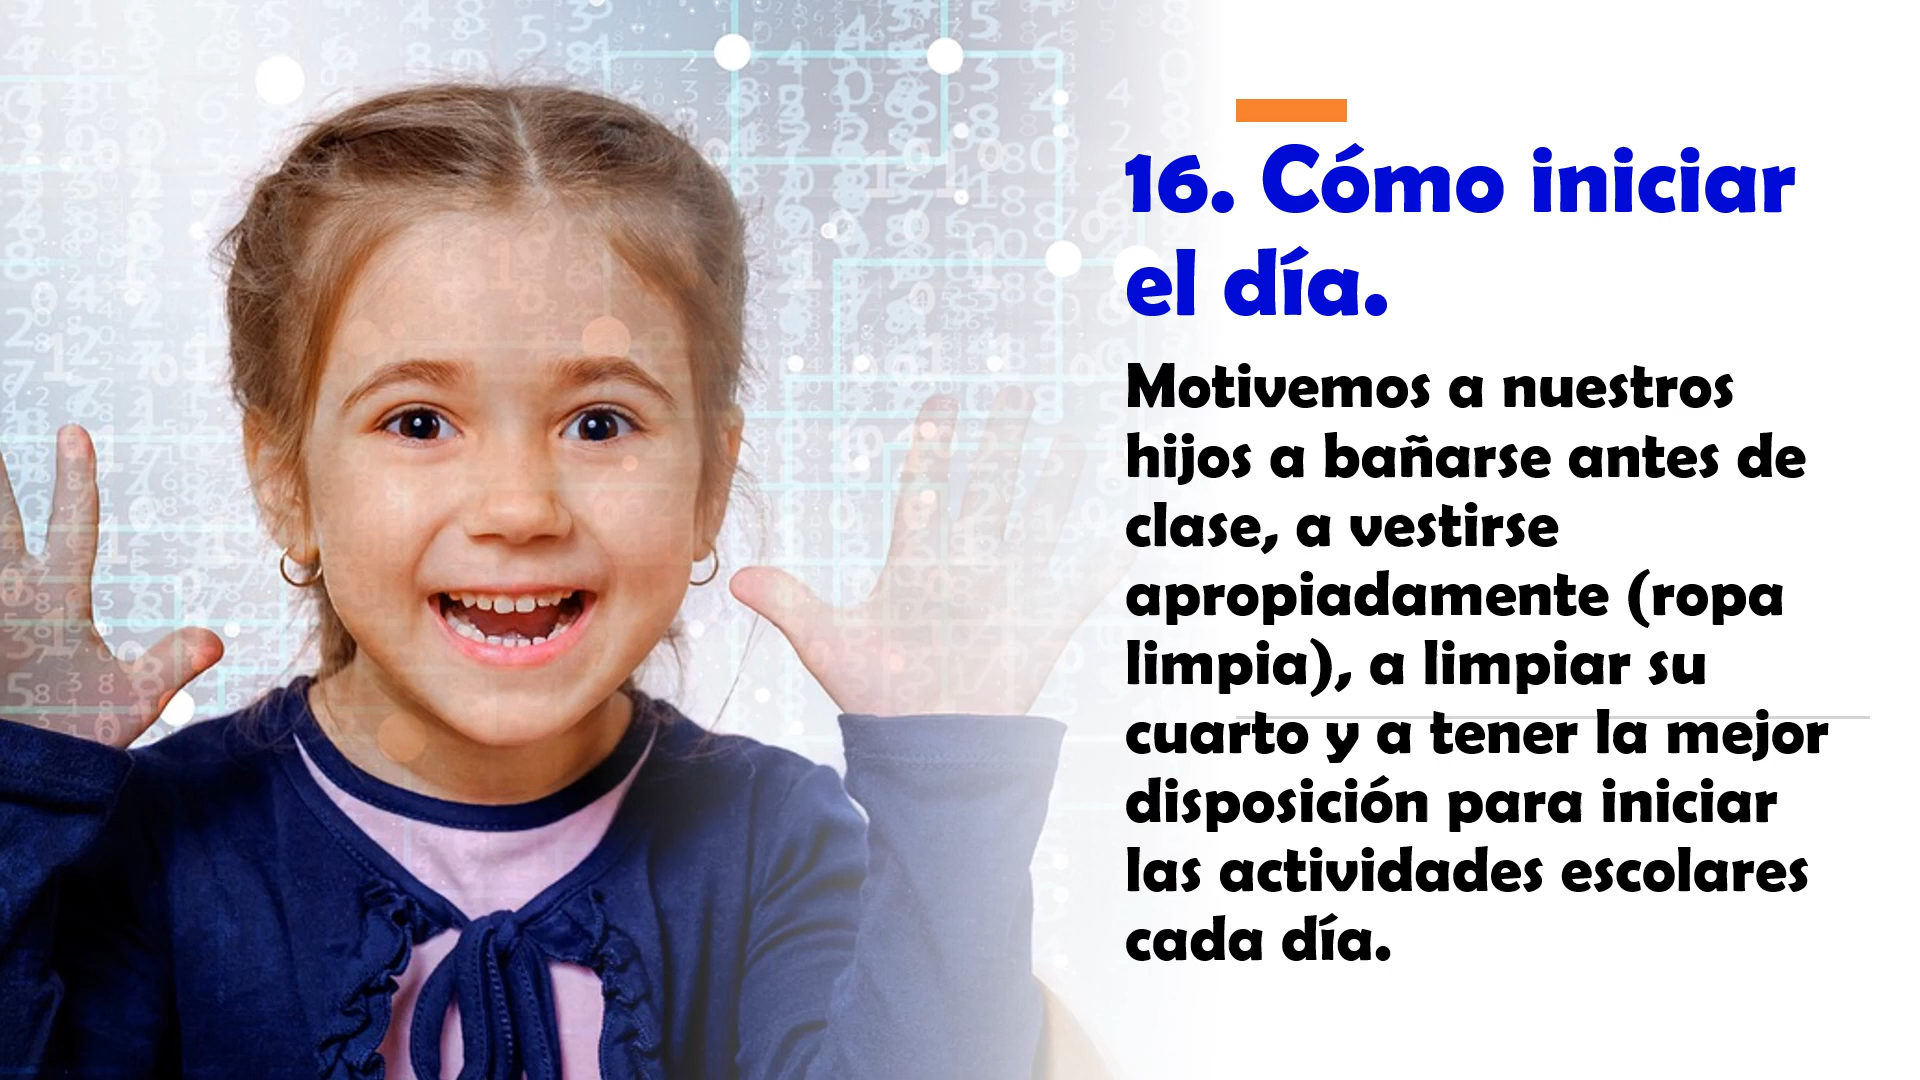 16. Cómo iniciar
el día.
Motivemos a nuestros
hijos a bañarse antes de
clase, a vestirse
apropiadamente (ropa
limpia), a limpiar su
cuarto y a tener la mejor
disposición para iniciar
las actividades escolares
cada día.